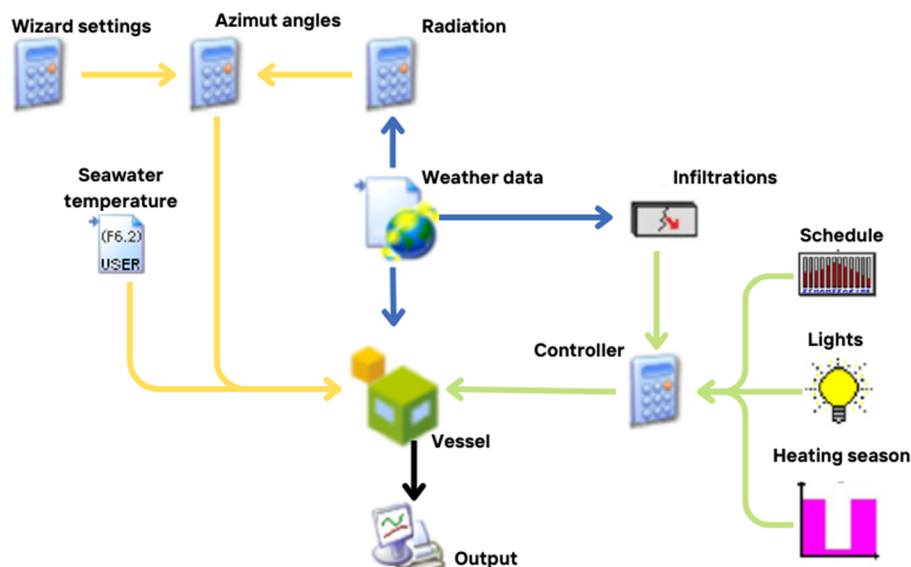 Wizard settings
Azimut angles
Radiation
Seawater
temperature
(F6.2)
USER
Weather data
Infiltrations
Schedule
Controller
Lights
Vessel
Heating season
Output